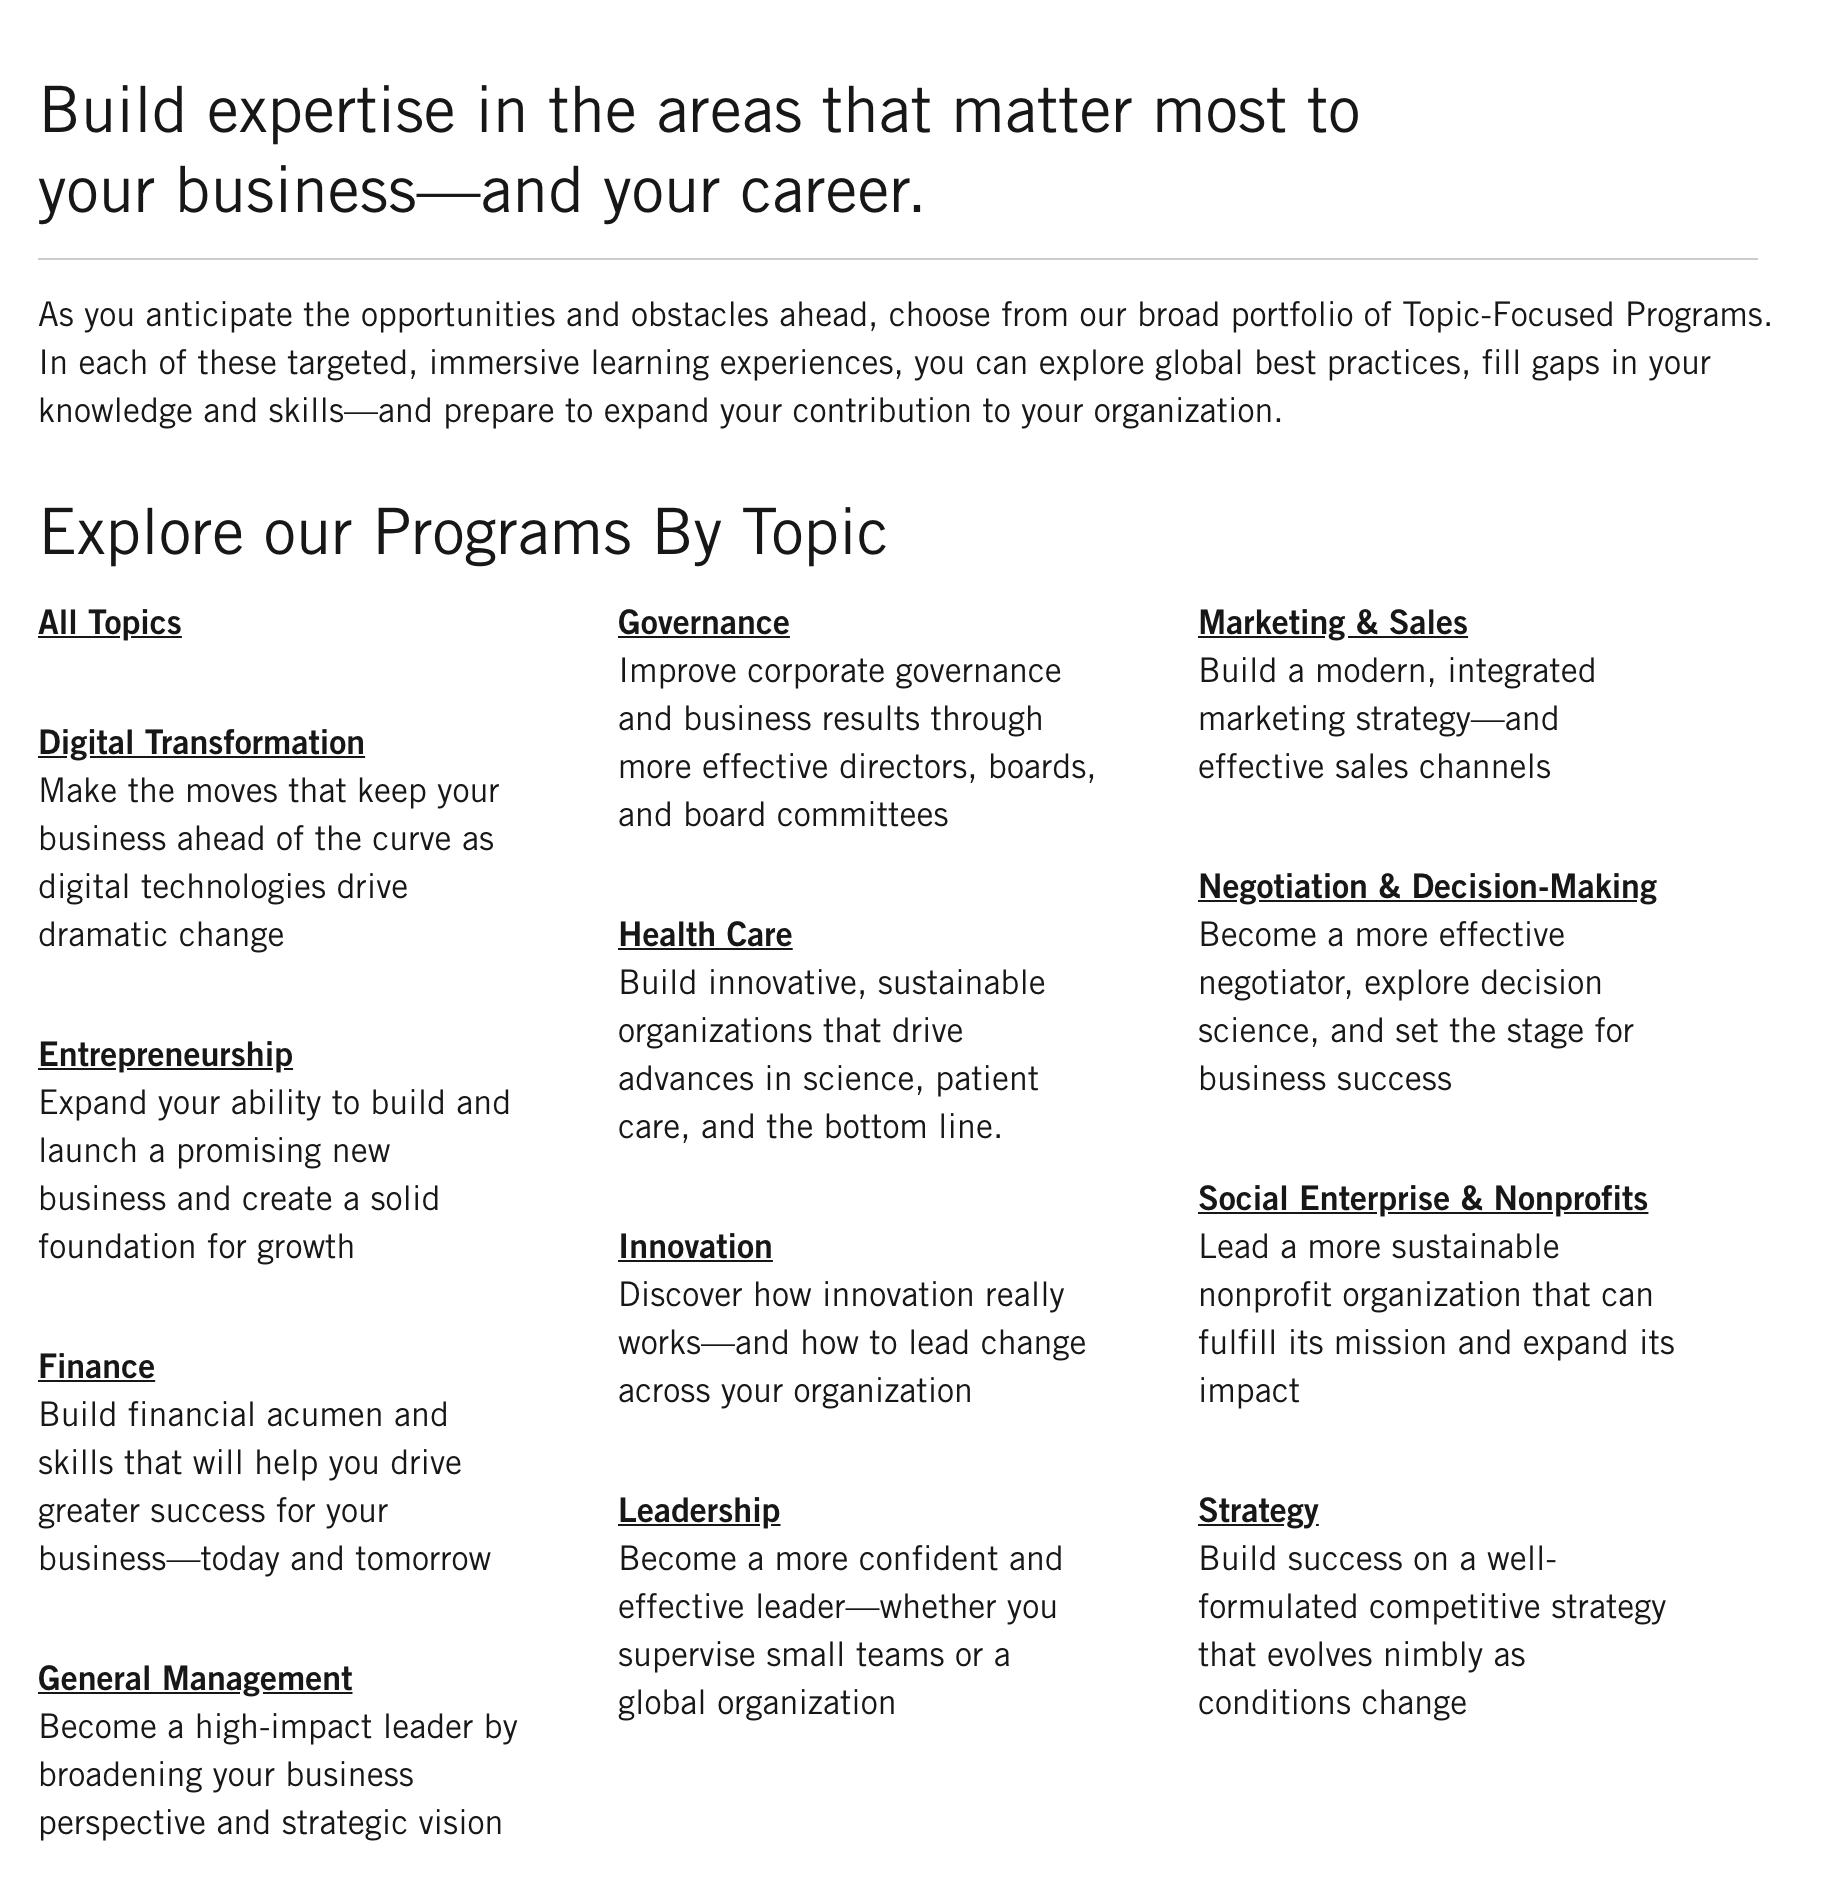 Build expertise in the areas that matter most to
your business—and your career.
As you anticipate the opportunities and obstacles ahead, choose from our broad portfolio of Topic-Focused Programs.
In each of these targeted, immersive learning experiences, you can explore global best practices, fill gaps in your
knowledge and skills—and prepare to expand your contribution to your organization.
Explore our Programs By Topic
All Topics
Digital Transformation
Make the moves that keep your
business ahead of the curve as
digital technologies drive
dramatic change
Entrepreneurship
Expand your ability to build and
launch a promising new
business and create a solid
foundation for growth
Finance
Build financial acumen and
skills that will help you drive
greater success for your
business—today and tomorrow
General Management
Become a high-impact leader by
broadening your business
perspective and strategic vision
Governance
Improve corporate governance
and business results through
more effective directors, boards,
and board committees
Health Care
Build innovative, sustainable
organizations that drive
advances in science, patient
care, and the bottom line.
Innovation
Discover how innovation really
works—and how to lead change
across your organization
Leadership
Become a more confident and
effective leader—whether you
supervise small teams or a
global organization
Marketing & Sales
Build a modern, integrated
marketing strategy—and
effective sales channels
Negotiation & Decision-Making
Become a more effective
negotiator, explore decision
science, and set the stage for
business success
Social Enterprise & Nonprofits
Lead a more sustainable
nonprofit organization that can
fulfill its mission and expand its
impact
Strategy
Build success on a well-
formulated competitive strategy
that evolves nimbly as
conditions change